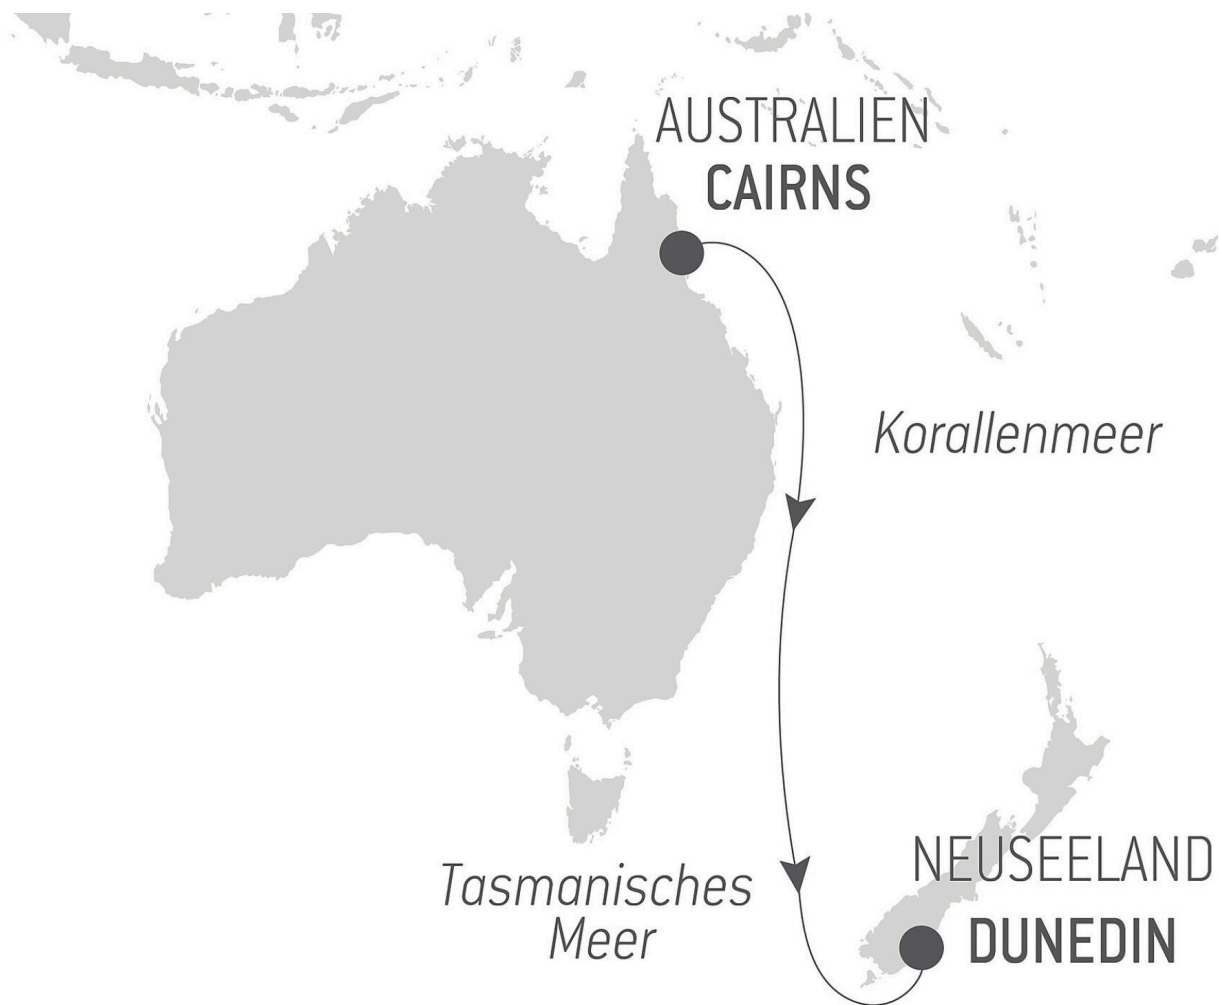 AUSTRALIEN
CAIRNS
Korallenmeer
Tasmanisches
Meer
NEUSEELAND
DUNEDIN